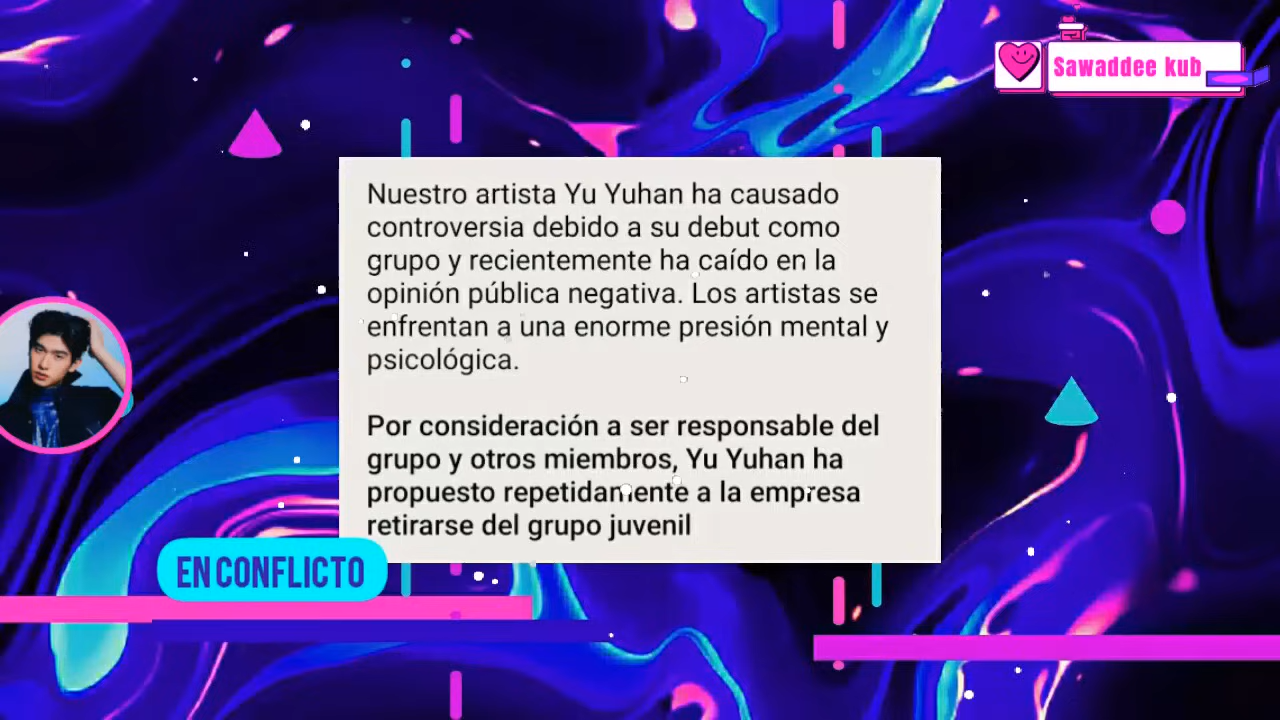 Sawaddee kub
Nuestro artista Yu Yuhan ha causado
controversia debido a su debut como
grupo y recientemente ha caído en la
opinión pública negativa. Los artistas se
enfrentan a una enorme presión mental y
psicológica.
Por consideración a ser responsable del
grupo y otros miembros, Yu Yuhan ha
propuesto repetidamente a la empresa
retirarse del grupo juvenil
EN CONFLICTO